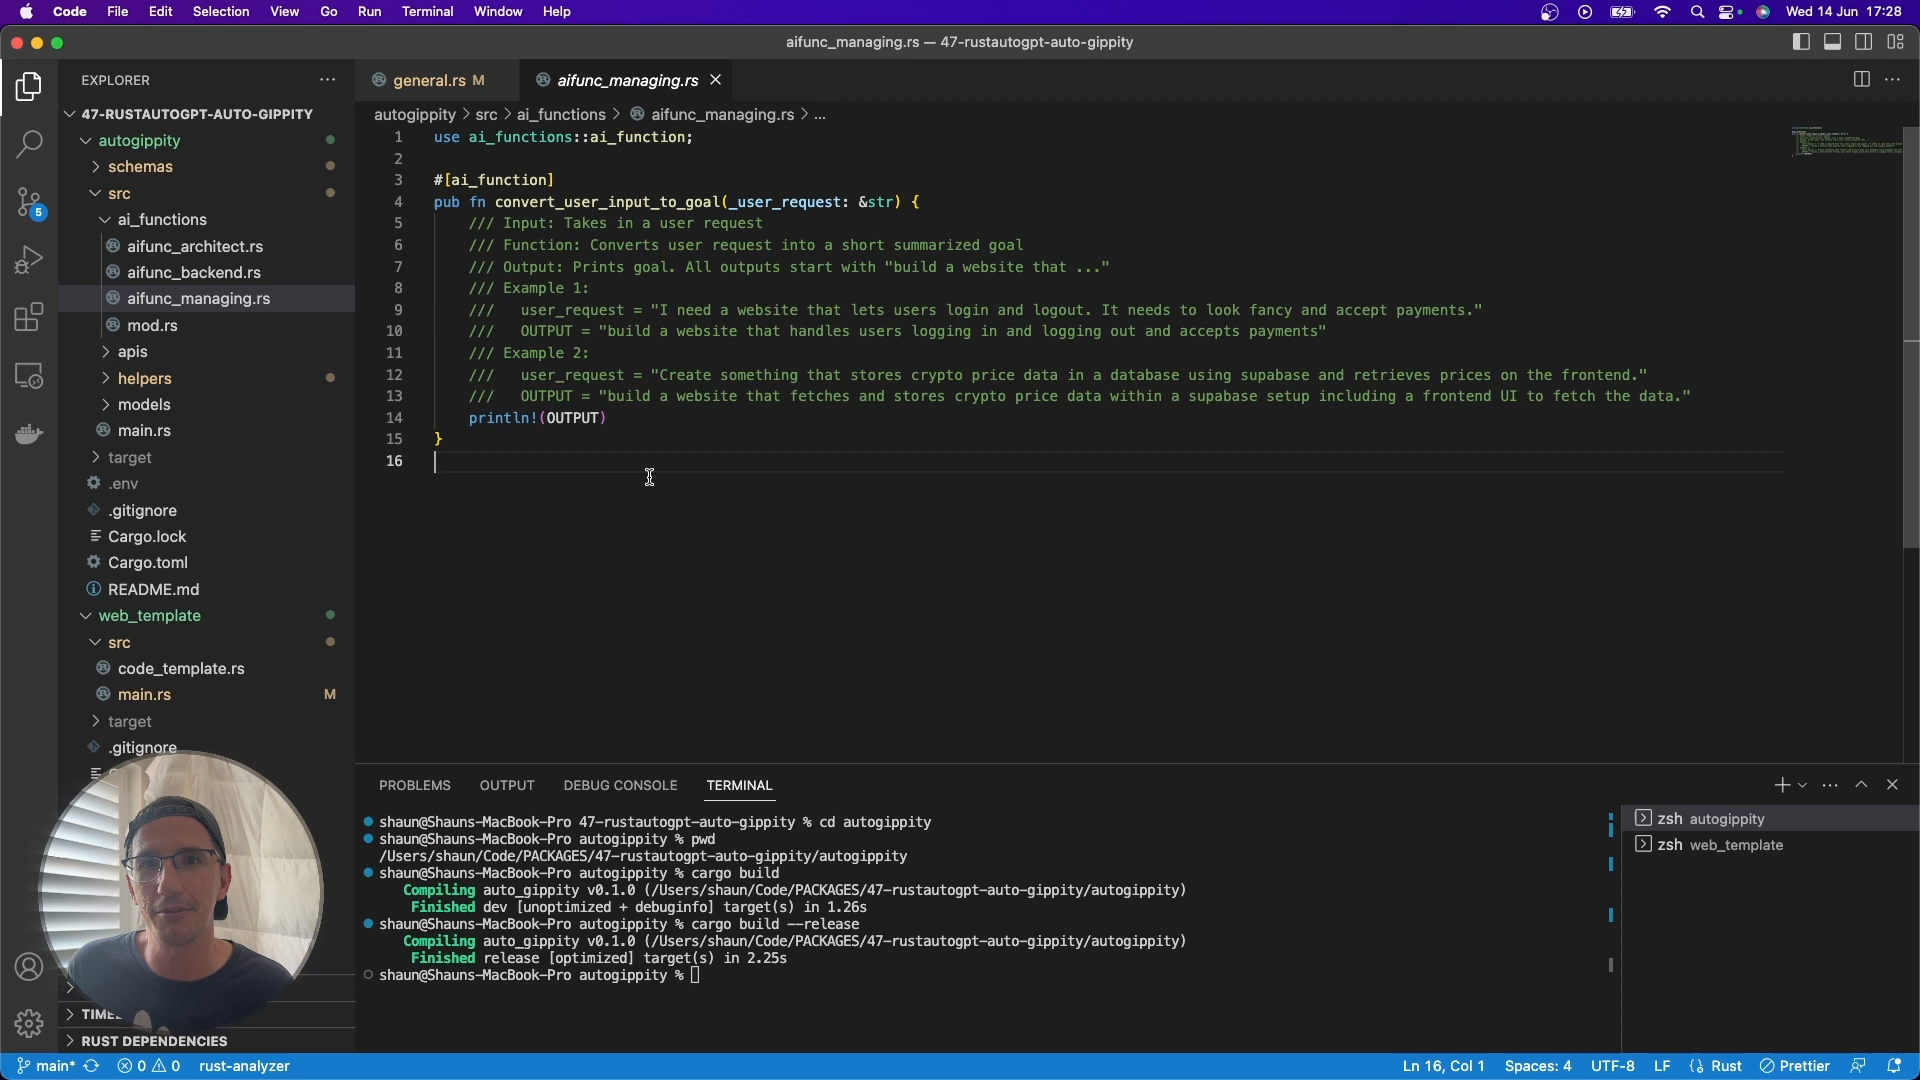 Code File Edit Selection View Go Run Terminal Window Help Wed 14 Jun 17:28
aifunc_managing.rs — 47-rustautogpt-auto-gippity
EXPLORER
47-RUSTAUTOGPT-AUTO-GIPPITY
autogippity
schemas
src
ai_functions
aifunc_architect.rs
aifunc_backend.rs
aifunc_managing.rs
mod.rs
apis
helpers
models
main.rs
target
.env
.gitignore
Cargo.lock
Cargo.toml
README.md
web_template
src
code_template.rs
main.rs M
target
.gitignore
RUST DEPENDENCIES
5
general.rs M aifunc_managing.rs
autogippity > src > ai_functions > aifunc_managing.rs > ...
1 use ai_functions::ai_function;
2
3 #[ai_function]
4 pub fn convert_user_input_to_goal(_user_request: &str) {
5 /// Input: Takes in a user request
6 /// Function: Converts user request into a short summarized goal
7 /// Output: Prints goal. All outputs start with "build a website that ..."
8 /// Example 1:
9 /// user_request = "I need a website that lets users login and logout. It needs to look fancy and accept payments."
10 /// OUTPUT = "build a website that handles users logging in and logging out and accepts payments"
11 /// Example 2:
12 /// user_request = "Create something that stores crypto price data in a database using supabase and retrieves prices on the frontend."
13 /// OUTPUT = "build a website that fetches and stores crypto price data within a supabase setup including a frontend UI to fetch the data."
14 println!(OUTPUT)
15 }
16
PROBLEMS OUTPUT DEBUG CONSOLE TERMINAL
shaun@Shauns-MacBook-Pro 47-rustautogpt-auto-gippity % cd autogippity
shaun@Shauns-MacBook-Pro autogippity % pwd
/Users/shaun/Code/PACKAGES/47-rustautogpt-auto-gippity/autogippity
shaun@Shauns-MacBook-Pro autogippity % cargo build
Compiling auto_gippity v0.1.0 (/Users/shaun/Code/PACKAGES/47-rustautogpt-auto-gippity/autogippity)
Finished dev [unoptimized + debuginfo] target(s) in 1.26s
shaun@Shauns-MacBook-Pro autogippity % cargo build --release
Compiling auto_gippity v0.1.0 (/Users/shaun/Code/PACKAGES/47-rustautogpt-auto-gippity/autogippity)
Finished release [optimized] target(s) in 2.25s
shaun@Shauns-MacBook-Pro autogippity %
zsh autogippity
zsh web_template
main* 0 0 rust-analyzer Ln 16, Col 1 Spaces: 4 UTF-8 LF Rust Prettier